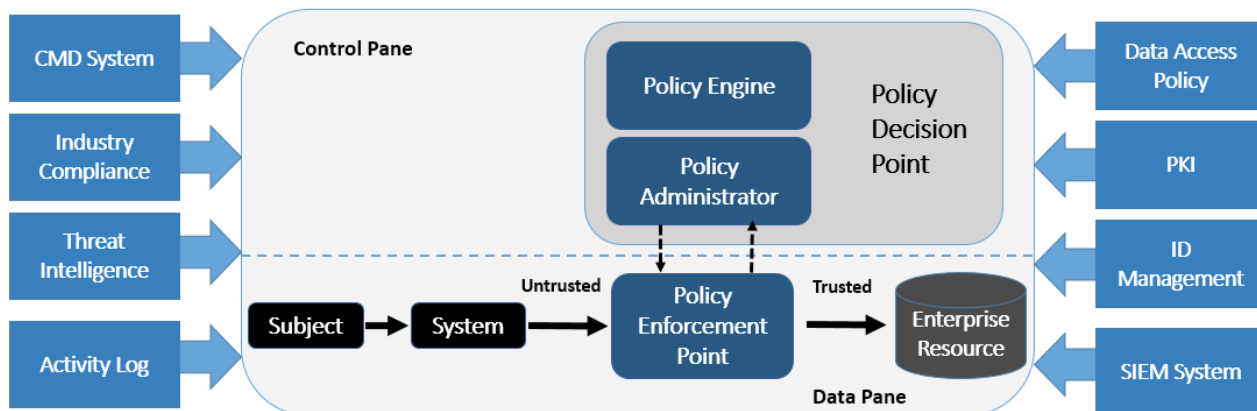 CMD System
Industry
Compliance
Threat
Intelligence
Activity Log
Control Pane
Policy Engine
Policy
Administrator
Policy
Decision
Point
Subject
System
Untrusted
Policy
Enforcement
Point
Trusted
Enterprise
Resource
Data Pane
Data Access
Policy
PKI
ID
Management
SIEM System